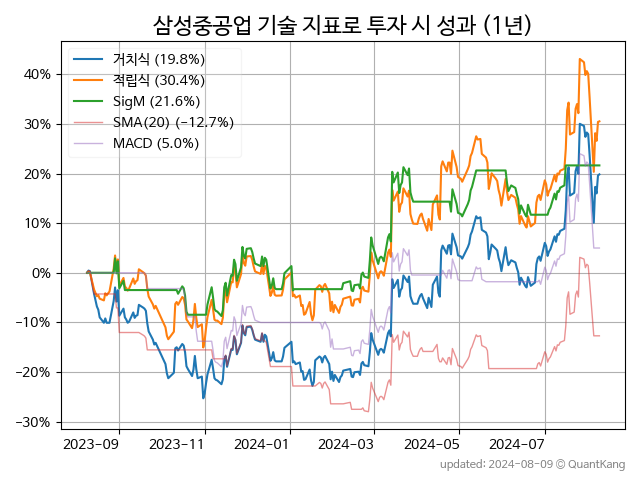 삼성중공업 기술 지표로 투자 시 성과 (1년)
거치식 (19.8%)
적립식 (30.4%)
SigM (21.6%)
SMA(20) (−12.7%)
MACD (5.0%)
40%
30%
20%
10%
0%
−10%
−20%
−30%
2023-09
2023-11
2024-01
2024-03
2024-05
2024-07
updated: 2024-08-09 © QuantKang